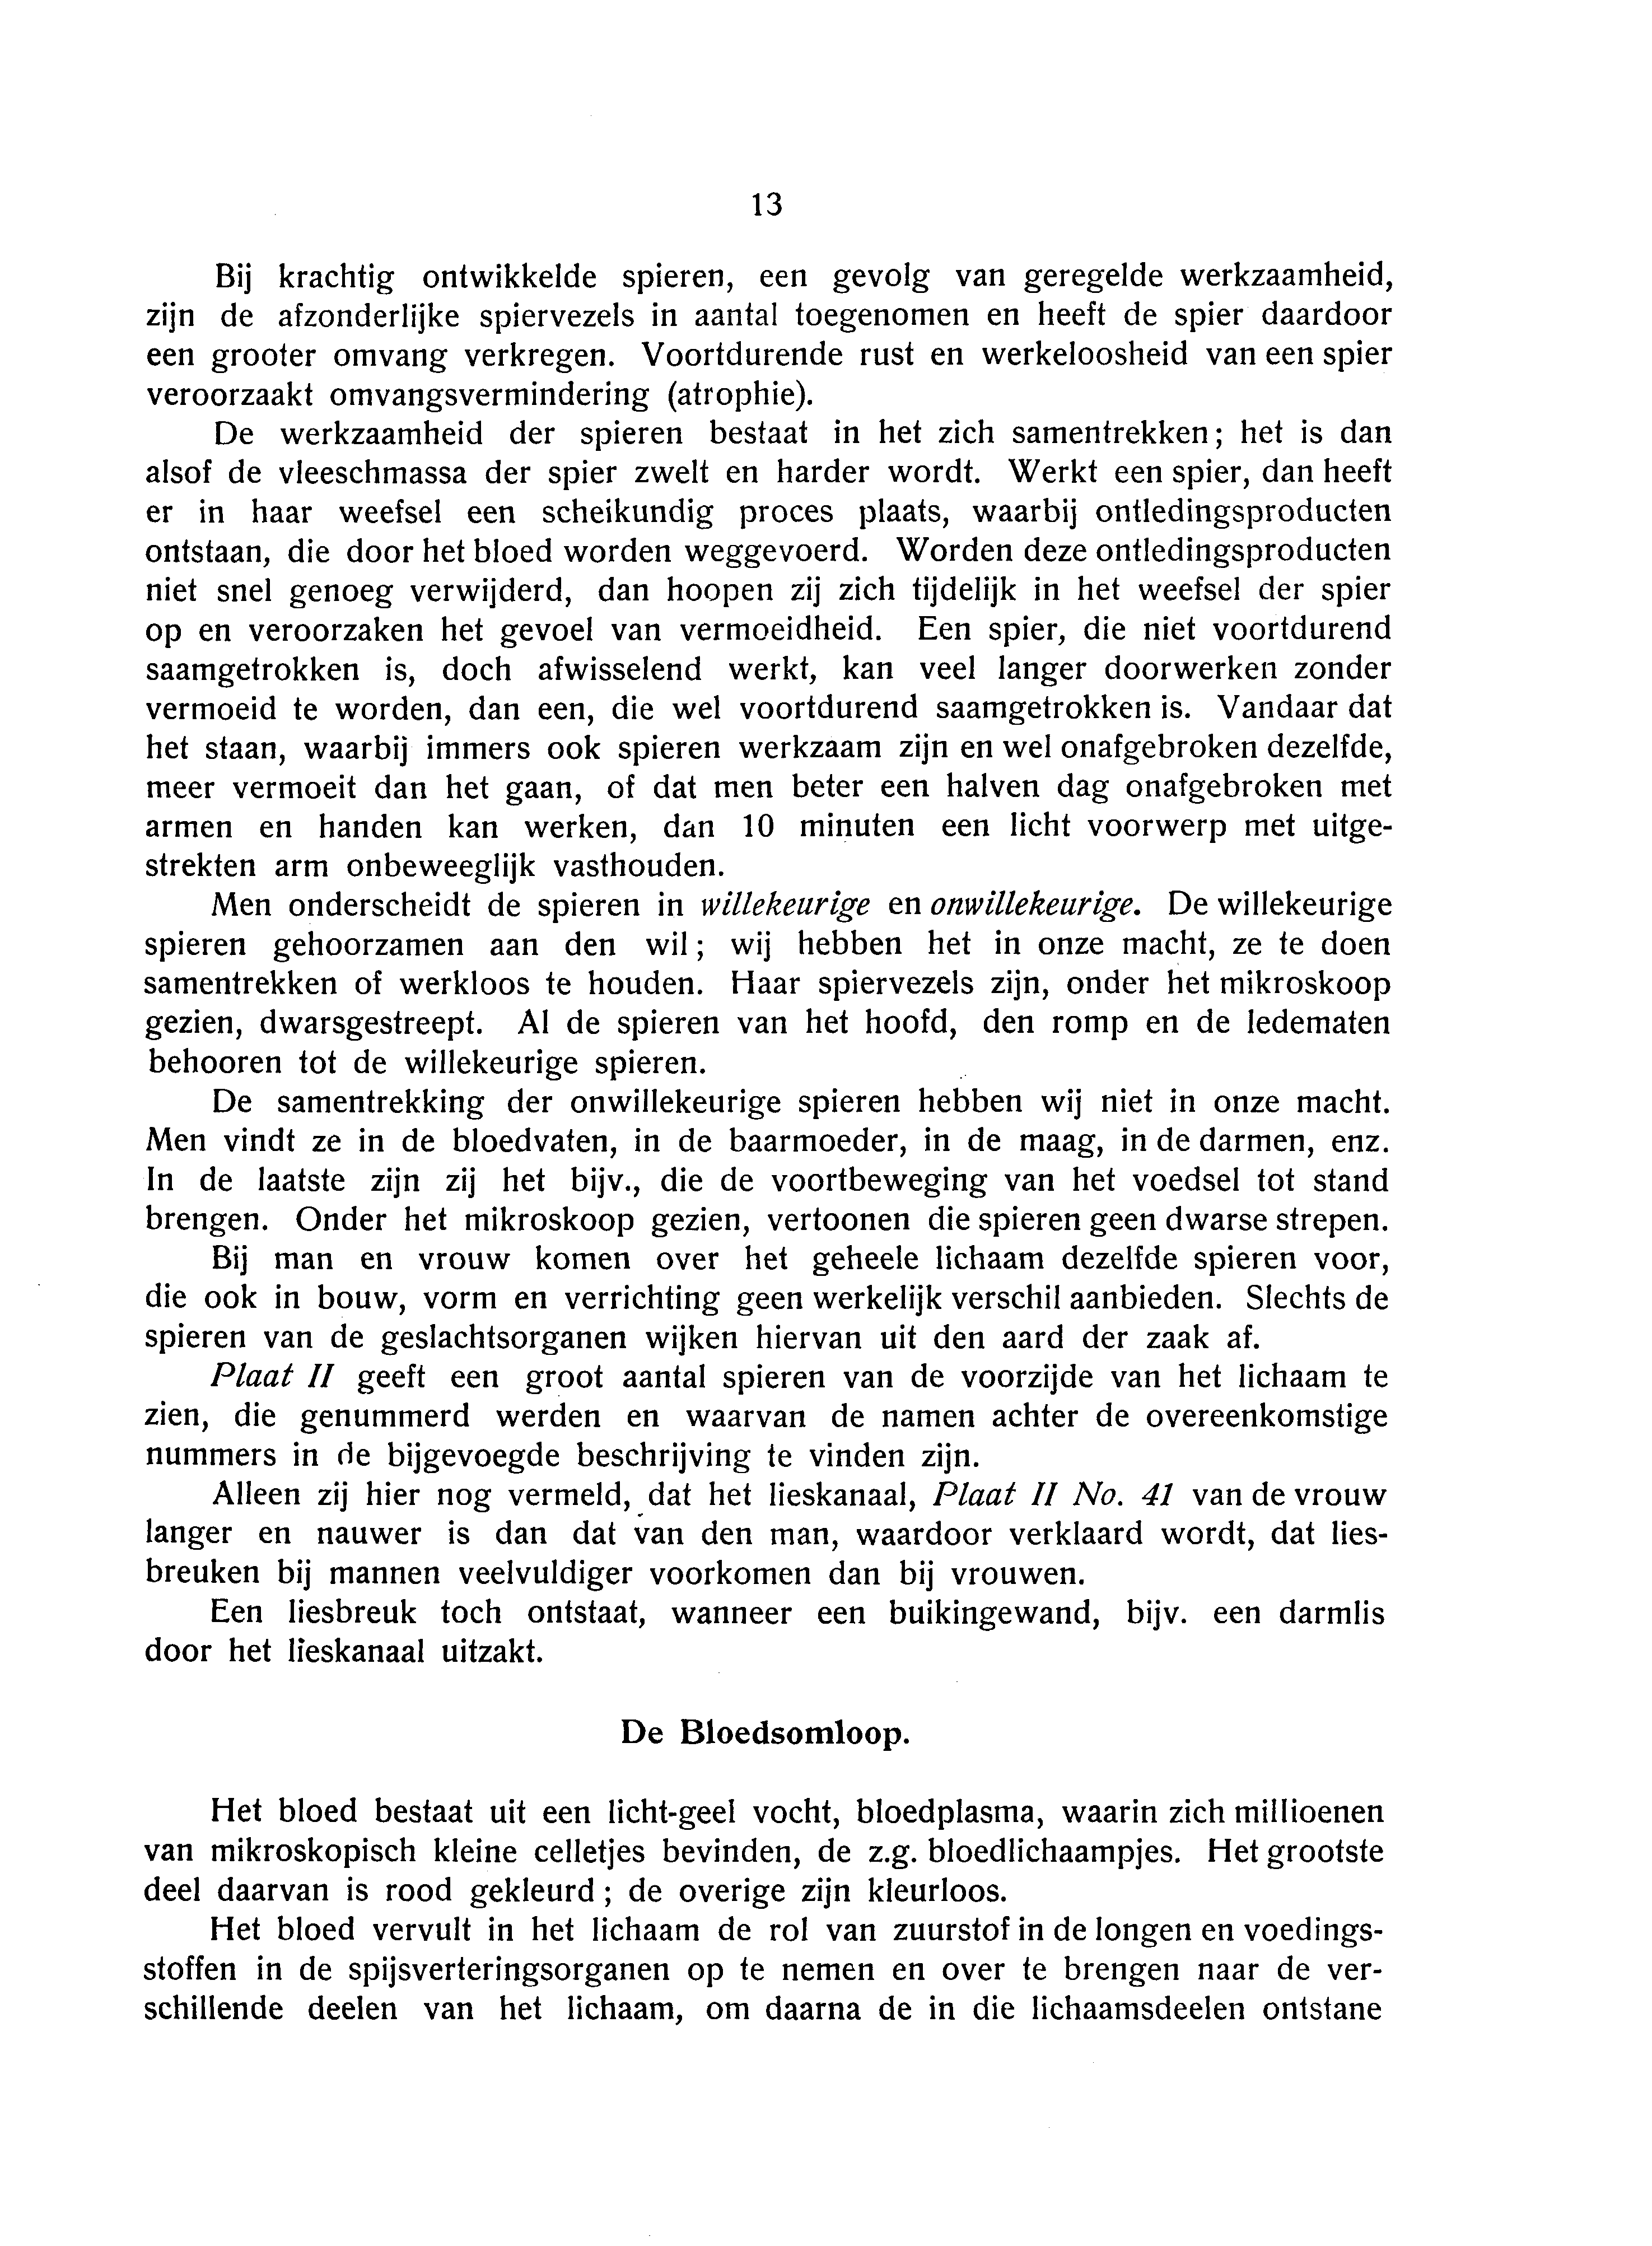 13
Bij krachtig ontwikkelde spieren, een gevolg van geregelde werkzaamheid,
zijn de afzonderlijke spiervezels in aantal toegenomen en heeft de spier daardoor
een grooter omvang verkregen. Voortdurende rust en werkeloosheid van een spier
veroorzaakt omvangsvermindering (atrophie).
De werkzaamheid der spieren bestaat in het zich samentrekken; het is dan
alsof de vleeschmassa der spier zwelt en harder wordt. Werkt een spier, dan heeft
er in haar weefsel een scheikundig proces plaats, waarbij ontledingsproducten
ontstaan, die door het bloed worden weggevoerd. Worden deze ontledingsproducten
niet snel genoeg verwijderd, dan hoopen zij zich tijdelijk in het weefsel der spier
op en veroorzaken het gevoel van vermoeidheid. Een spier, die niet voortdurend
saamgetrokken is, doch afwisselend werkt, kan veel langer doorwerken zonder
vermoeid te worden, dan een, die wel voortdurend saamgetrokken is. Vandaar dat
het staan, waarbij immers ook spieren werkzaam zijn en wel onafgebroken dezelfde,
meer vermoeit dan het gaan, of dat men beter een halven dag onafgebroken met
armen en handen kan werken, dan 10 minuten een licht voorwerp met uitge-
strekten arm onbeweeglijk vasthouden.
Men onderscheidt de spieren in willekeurige en onwillekeurige. De willekeurige
spieren gehoorzamen aan den wil; wij hebben het in onze macht, ze te doen
samentrekken of werkloos te houden. Haar spiervezels zijn, onder het mikroskoop
gezien, dwarsgestreept. Al de spieren van het hoofd, den romp en de ledematen
behooren tot de willekeurige spieren.
De samentrekking der onwillekeurige spieren hebben wij niet in onze macht.
Men vindt ze in de bloedvaten, in de baarmoeder, in de maag, in de darmen, enz.
In de laatste zijn zij het bijv., die de voortbeweging van het voedsel tot stand
brengen. Onder het mikroskoop gezien, vertoonen die spieren geen dwarse strepen.
Bij man en vrouw komen over het geheele lichaam dezelfde spieren voor,
die ook in bouw, vorm en verrichting geen werkelijk verschil aanbieden. Slechts de
spieren van de geslachtsorganen wijken hiervan uit den aard der zaak af.
Plaat II geeft een groot aantal spieren van de voorzijde van het lichaam te
zien, die genummerd werden en waarvan de namen achter de overeenkomstige
nummers in de bijgevoegde beschrijving te vinden zijn.
Alleen zij hier nog vermeld, dat het lieskanaal, Plaat II No. 41 van de vrouw
langer en nauwer is dan dat van den man, waardoor verklaard wordt, dat lies-
breuken bij mannen veelvuldiger voorkomen dan bij vrouwen.
Een liesbreuk toch ontstaat, wanneer een buikingewand, bijv. een darmlis
door het lieskanaal uitzakt.
De Bloedsomloop.
Het bloed bestaat uit een licht-geel vocht, bloedplasma, waarin zich millioenen
van mikroskopisch kleine celletjes bevinden, de z.g. bloedlichaampjes. Het grootste
deel daarvan is rood gekleurd; de overige zijn kleurloos.
Het bloed vervult in het lichaam de rol van zuurstof in de longen en voedings-
stoffen in de spijsverteringsorganen op te nemen en over te brengen naar de ver-
schillende deelen van het lichaam, om daarna de in die lichaamsdeelen ontstane